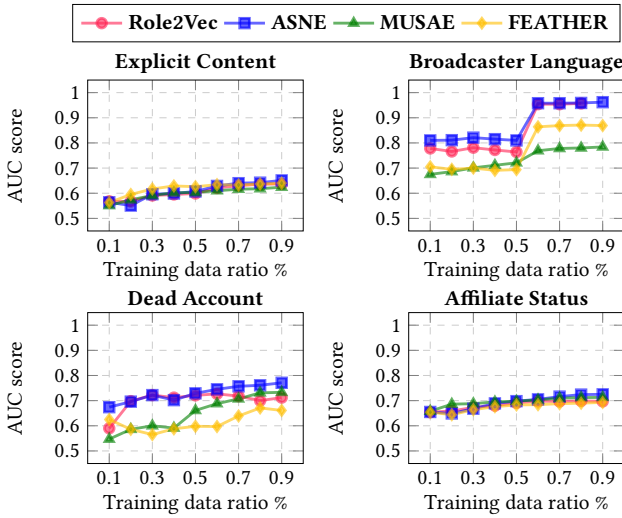 Role2Vec ASNE MUSAE FEATHER
Explicit Content
Broadcaster Language
AUC score
1
0.9
0.8
0.7
0.6
0.5
0.1 0.3 0.5 0.7 0.9
Training data ratio %
AUC score
1
0.9
0.8
0.7
0.6
0.5
0.1 0.3 0.5 0.7 0.9
Training data ratio %
Dead Account
Affiliate Status
AUC score
1
0.9
0.8
0.7
0.6
0.5
0.1 0.3 0.5 0.7 0.9
Training data ratio %
AUC score
1
0.9
0.8
0.7
0.6
0.5
0.1 0.3 0.5 0.7 0.9
Training data ratio %